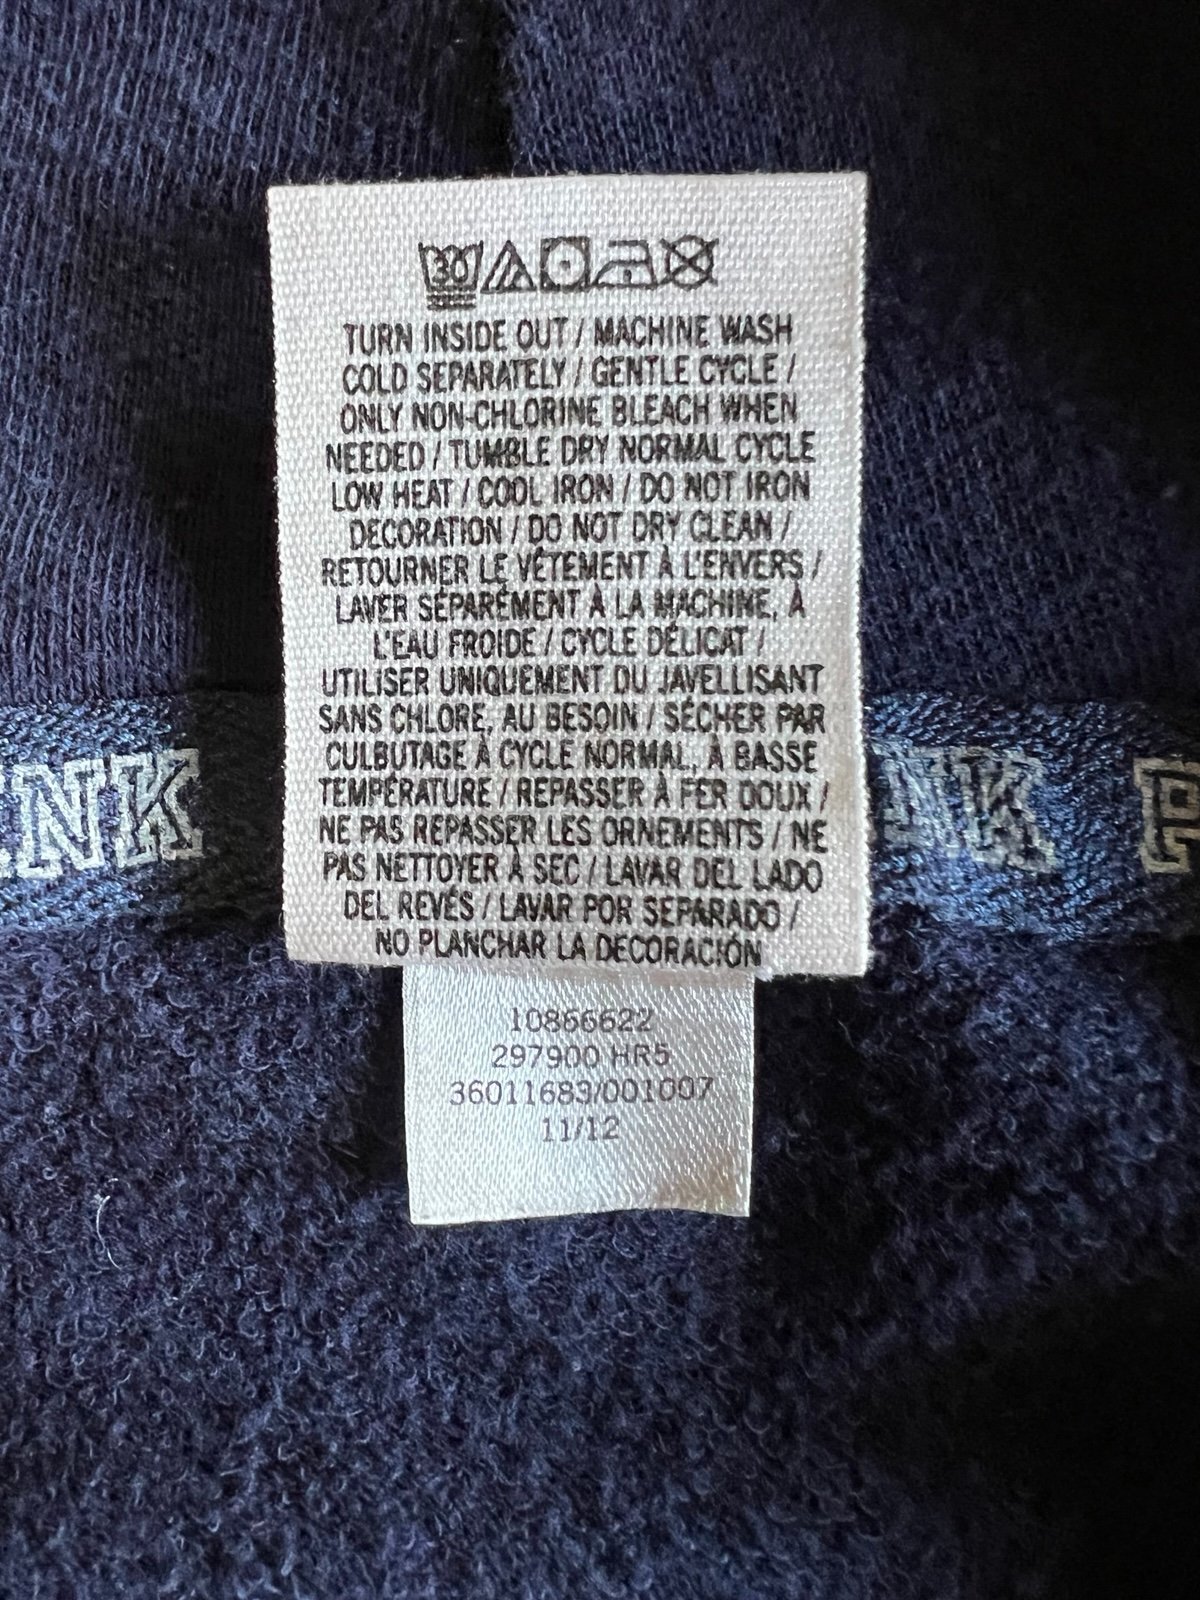 30
TURN INSIDE OUT / MACHINE WASH
COLD SEPARATELY / GENTLE CYCLE /
ONLY NON-CHLORINE BLEACH WHEN
NEEDED / TUMBLE DRY NORMAL CYCLE
LOW HEAT / COOL IRON / DO NOT IRON
DECORATION / DO NOT DRY CLEAN /
RETOURNER LE VÊTEMENT À L'ENVERS /
LAVER SÉPARÉMENT À LA MACHINE, À
L'EAU FROIDE / CYCLE DÉLICAT /
UTILISER UNIQUEMENT DU JAVELLISANT
SANS CHLORE, AU BESOIN / SÉCHER PAR
CULBUTAGE À CYCLE NORMAL, À BASSE
TEMPÉRATURE / REPASSER À FER DOUX /
NE PAS REPASSER LES ORNEMENTS / NE
PAS NETTOYER À SEC / LAVAR DEL LADO
DEL REVÉS / LAVAR POR SEPARADO /
NO PLANCHAR LA DECORACIÓN
INK INK P
10866622
297900 HR5
36011683/001007
11/12